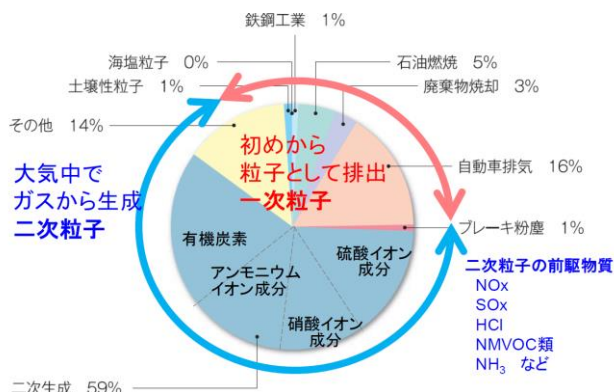 鉄鋼工業 1%
海塩粒子 0%
石油燃焼 5%
土壌性粒子 1%
廃棄物焼却 3%
その他 14%
初めから
粒子として排出
一次粒子
大気中で
ガスから生成
二次粒子
自動車排気 16%
ブレーキ粉塵 1%
有機炭素
硫酸イオン
成分
アンモニウム
イオン成分
硝酸イオン
成分
二次粒子の前駆物質
NOx
SOx
HCl
NMVOC類
NH₃ など
二次生成 59%